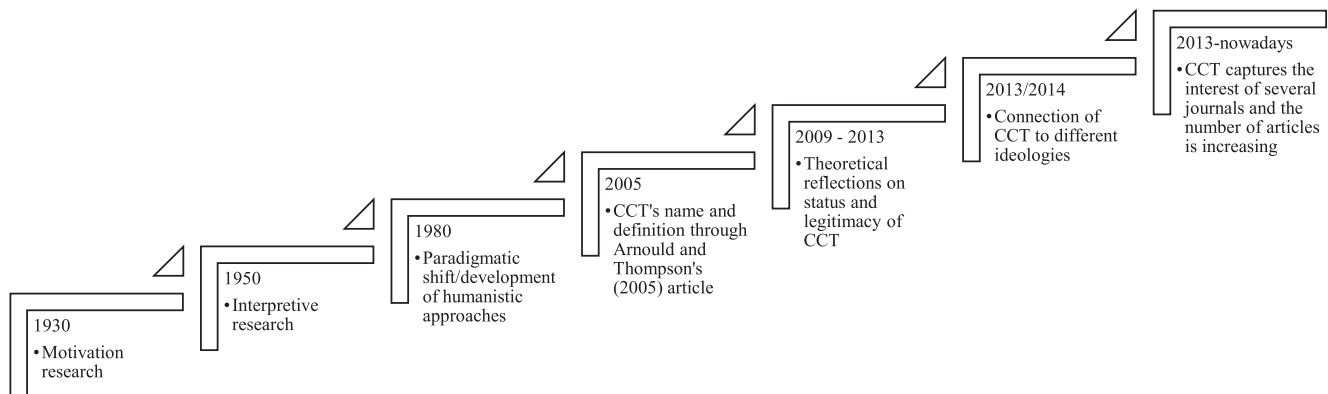 1930
•Motivation
research
1950
•Interpretive
research
1980
•Paradigmatic
shift/development
of humanistic
approaches
2005
•CCT's name and
definition through
Arnould and
Thompson's
(2005) article
2009 - 2013
•Theoretical
reflections on
status and
legitimacy of
CCT
2013/2014
•Connection of
CCT to different
ideologies
2013-nowadays
•CCT captures the
interest of several
journals and the
number of articles
is increasing